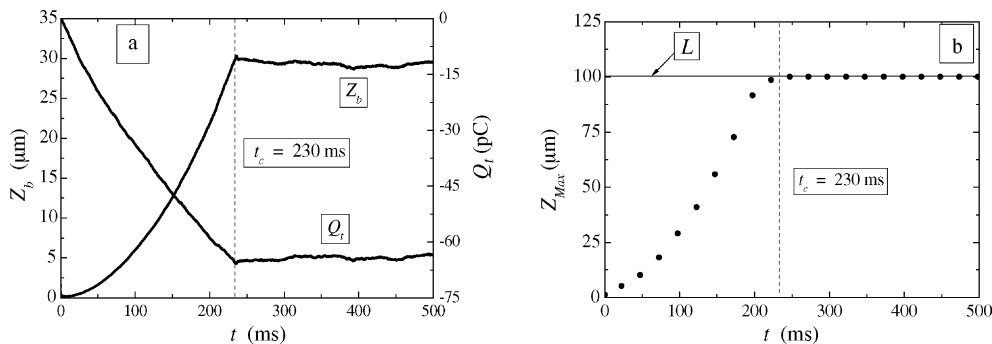 a
35
30
25
20
15
10
5
0
Z_b (μm)
0
-15
-30
-45
-60
-75
Q_t (pC)
Z_b
t_c = 230 ms
Q_t
0 100 200 300 400 500
t (ms)
b
L
125
100
75
50
25
0
Z_Max (μm)
t_c = 230 ms
0 100 200 300 400 500
t (ms)